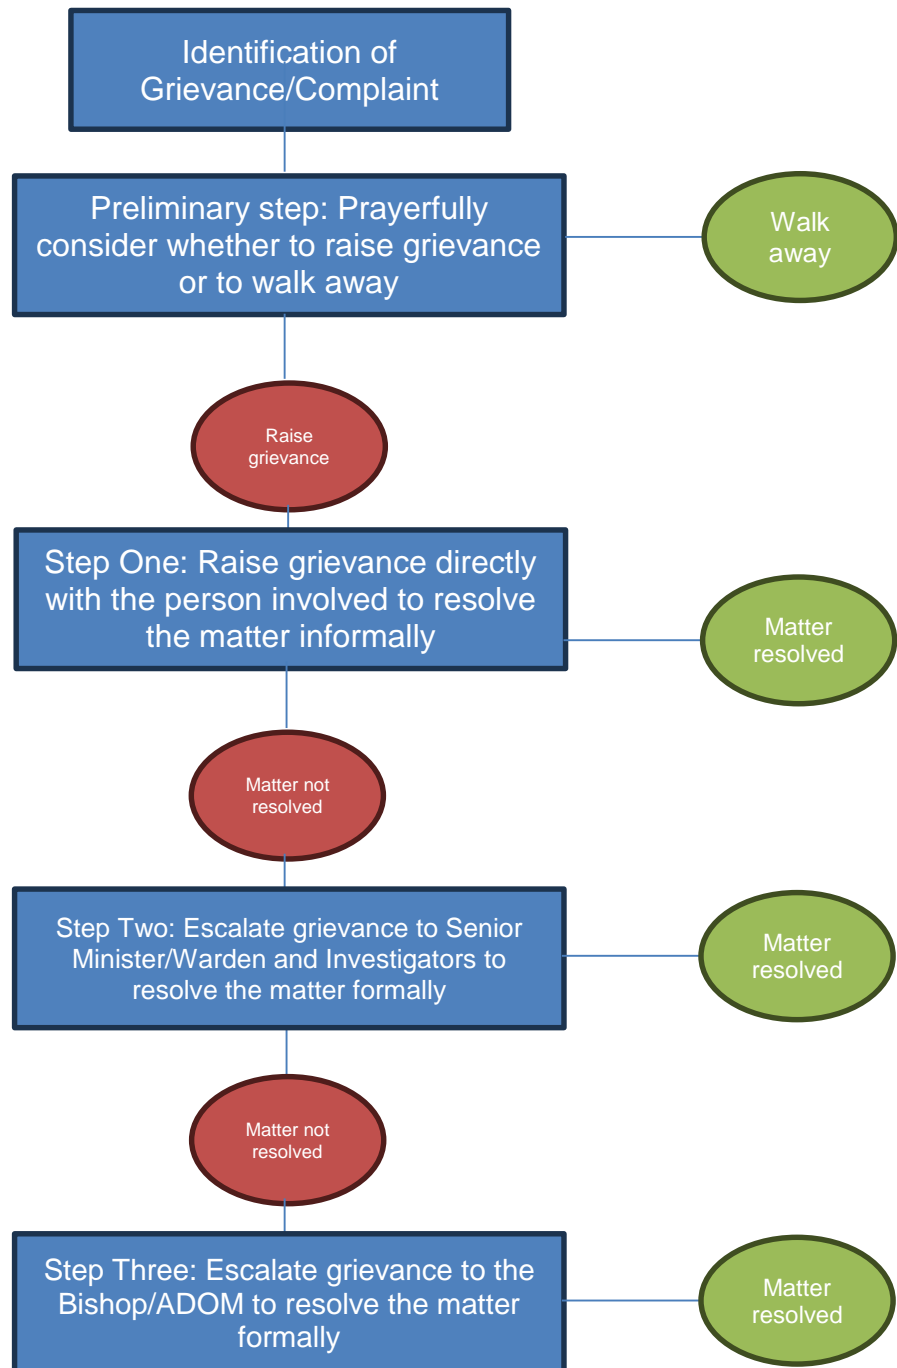 Identification of
Grievance/Complaint
Preliminary step: Prayerfully
consider whether to raise grievance
or to walk away
Walk
away
Raise
grievance
Step One: Raise grievance directly
with the person involved to resolve
the matter informally
Matter
resolved
Matter not
resolved
Step Two: Escalate grievance to Senior
Minister/Warden and Investigators to
resolve the matter formally
Matter
resolved
Matter not
resolved
Step Three: Escalate grievance to the
Bishop/ADOM to resolve the matter
formally
Matter
resolved